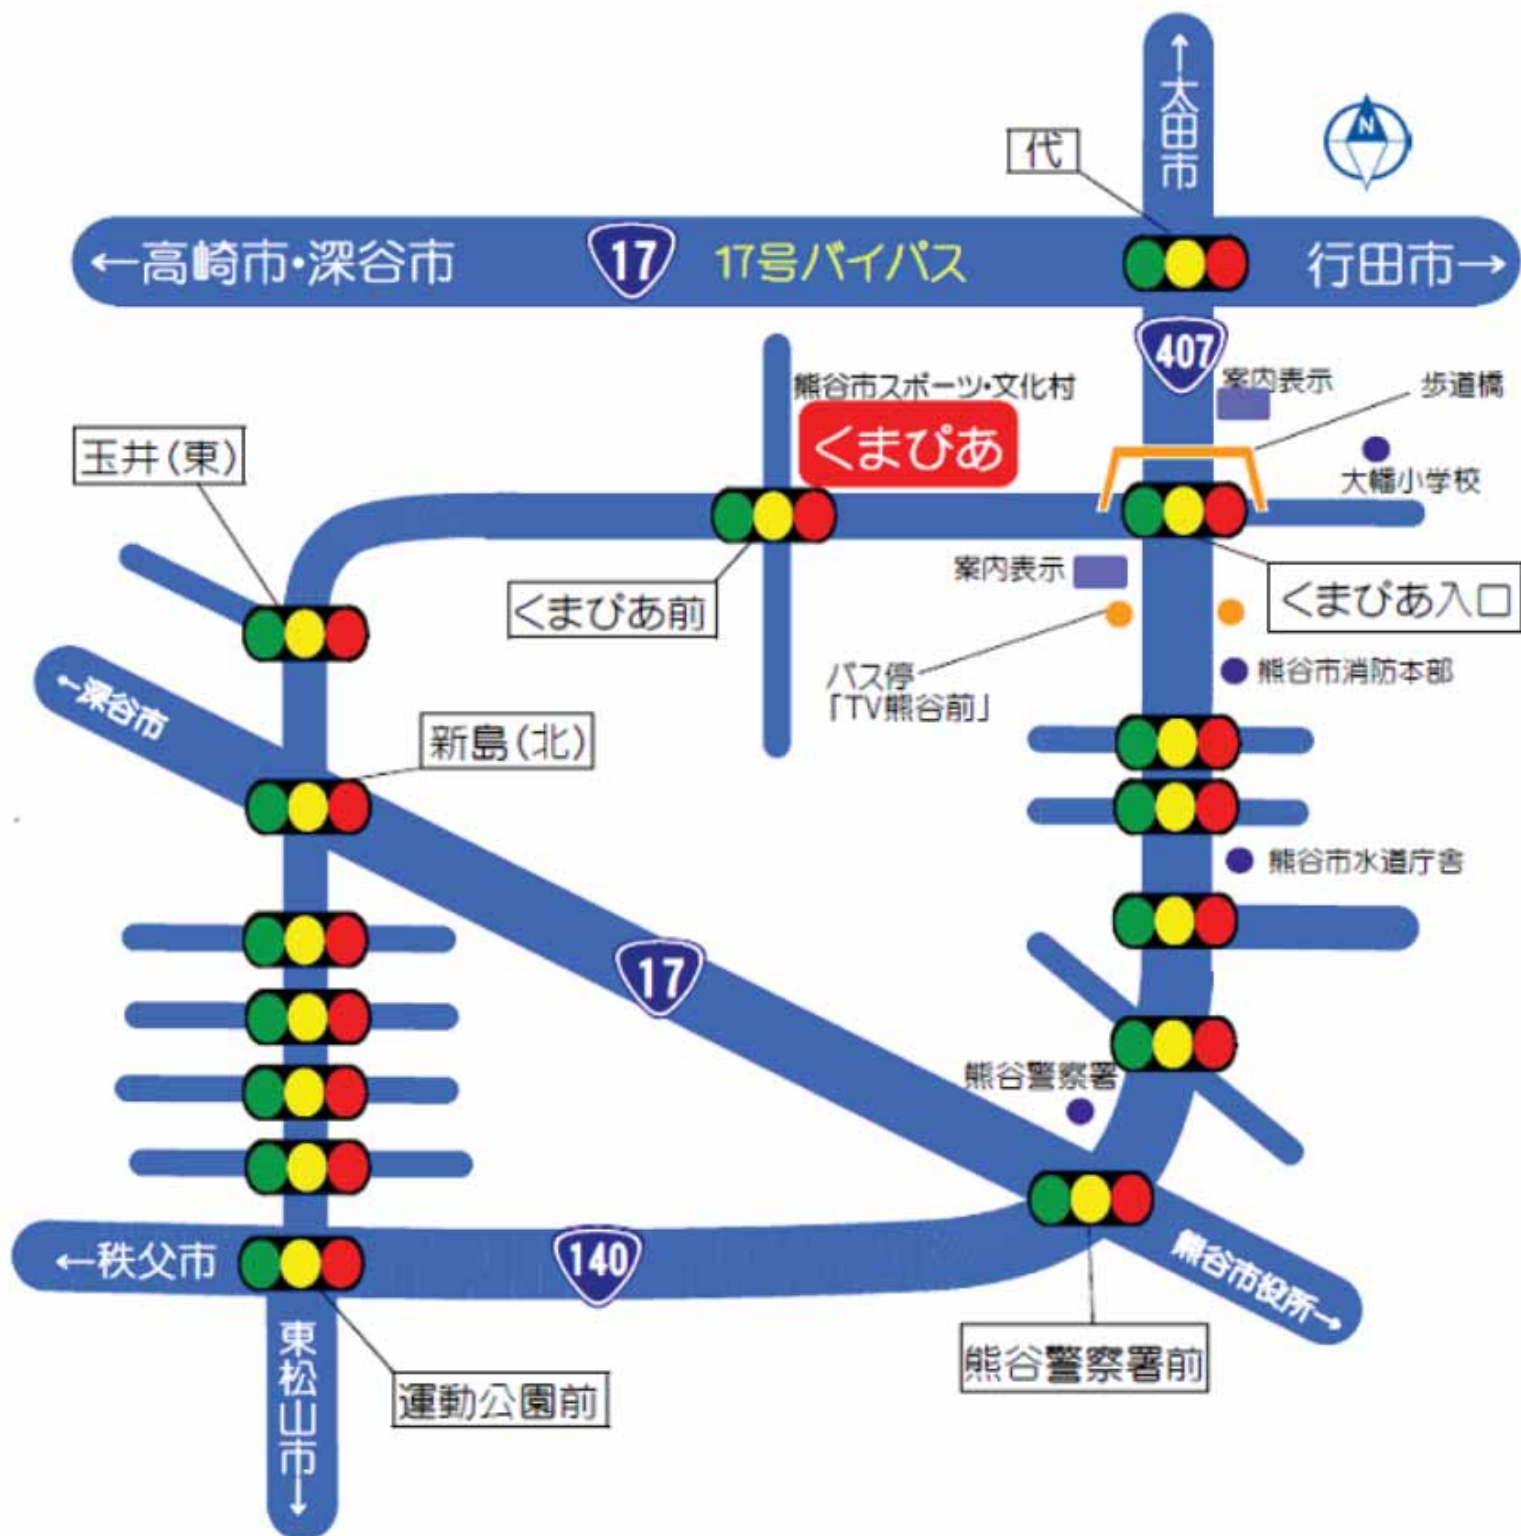 ↑太田市
N
代
←高崎市・深谷市
17
17号バイパス
行田市→
407
熊谷市スポーツ・文化村
くまぴあ
案内表示
歩道橋
大幡小学校
玉井(東)
くまぴあ前
案内表示
くまぴあ入口
バス停
「TV熊谷前」
熊谷市消防本部
←深谷市
新島(北)
熊谷市水道庁舎
17
熊谷警察署
←秩父市
140
熊谷市役所→
熊谷警察署前
運動公園前
東松山市→